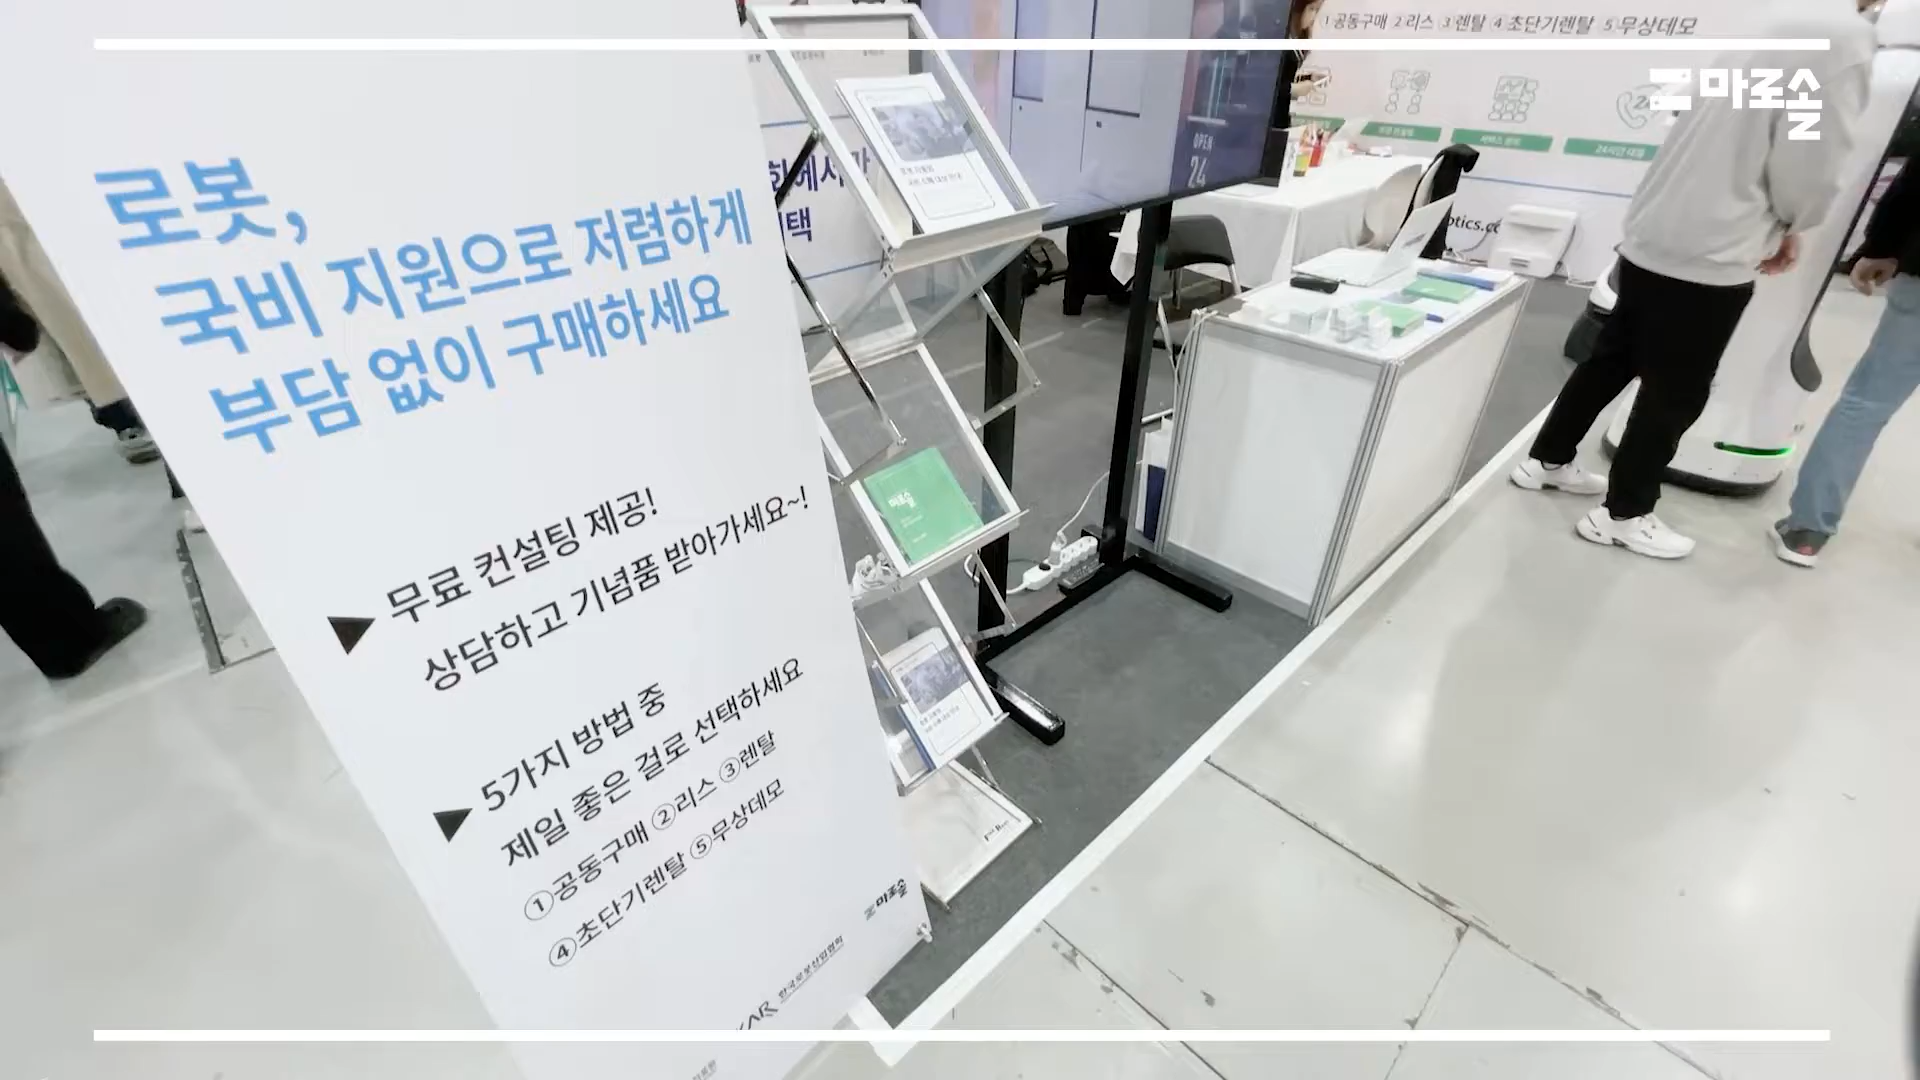 로봇,
국비 지원으로 저렴하게
부담 없이 구매하세요
▶ 무료 컨설팅 제공!
상담하고 기념품 받아가세요~!
▶ 5가지 방법 중
제일 좋은 걸로 선택하세요
①공동구매 ②리스 ③렌탈
④초단기렌탈 ⑤무상데모
마로솔
KAR 한국로봇산업협회
마로솔
OPEN
24
1 공동구매 2 리스 3 렌탈 4 초단기렌탈 5 무상데모
마로솔